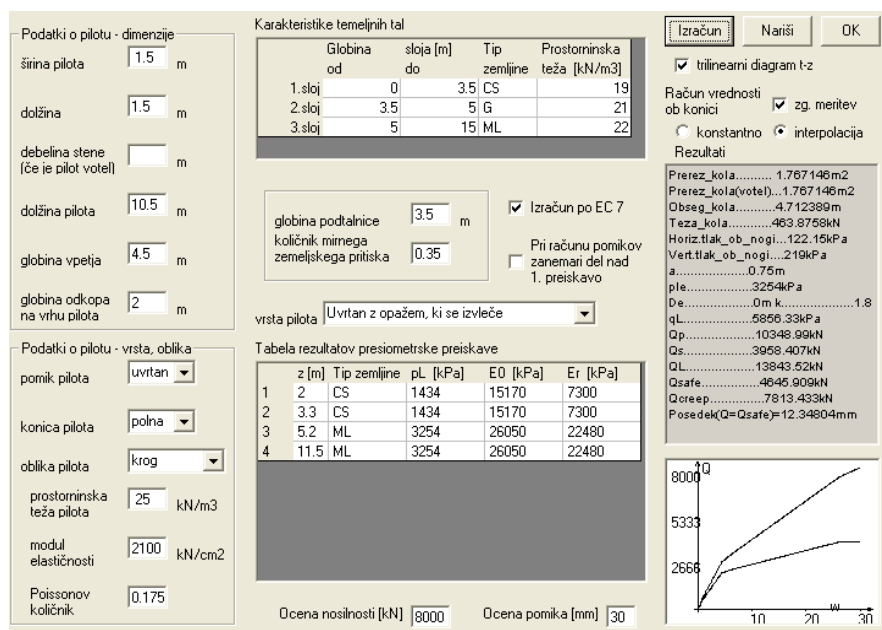 Podatki o pilotu - dimenzije
širina pilota 1.5 m
dolžina 1.5 m
debelina stene
(če je pilot votel) m
dolžina pilota 10.5 m
globina vpetja 4.5 m
globina odkopa
na vrhu pilota 2 m
Podatki o pilotu - vrsta, oblika
pomik pilota uvrtan
konica pilota polna
oblika pilota krog
prostorninska
teža pilota 25 kN/m3
modul
elastičnosti 2100 kN/cm2
Poissonov
količnik 0.175
Karakteristike temeljnih tal
Globina sloja [m] Tip Prostorninska
od do zemljine teža [kN/m3]
1.sloj 0 3.5 CS 19
2.sloj 3.5 5 G 21
3.sloj 5 15 ML 22
globina podtalnice 3.5 m
količnik mirnega
zemeljskega pritiska 0.35
Izračun po EC 7
Pri računu pomikov
zanemari del nad
1. preiskavo
vrsta pilota Uvrtan z opažem, ki se izvleče
Tabela rezultatov presiometrske preiskave
z [m] Tip zemljine pL [kPa] E0 [kPa] Er [kPa]
1 2 CS 1434 15170 7300
2 3.3 CS 1434 15170 7300
3 5.2 ML 3254 26050 22480
4 11.5 ML 3254 26050 22480
Ocena nosilnosti [kN] 8000 Ocena pomika [mm] 30
Izračun Nariši OK
trilinearni diagram t-z
Račun vrednosti
ob konici zg. meritev
konstantno interpolacija
Rezultati
Prerez_kola.......... 1.767146m2
Prerez_kola(votel)...1.767146m2
Obseg_kola..........4.712389m
Teza_kola..........463.8758kN
Horiz.tlak_ob_nogi...122.15kPa
Vert.tlak_ob_nogi....219kPa
a..................0.75m
ple.................3254kPa
De..................0m k.................1.8
qL.................5856.33kPa
Qp.................10348.99kN
Qs.................3958.407kN
QL.................13843.52kN
Qsafe..............4645.909kN
Qcreep.............7813.433kN
Posedek(Q=Qsafe)=12.34804mm
Q
8000
5333
2666
w
10 20 30